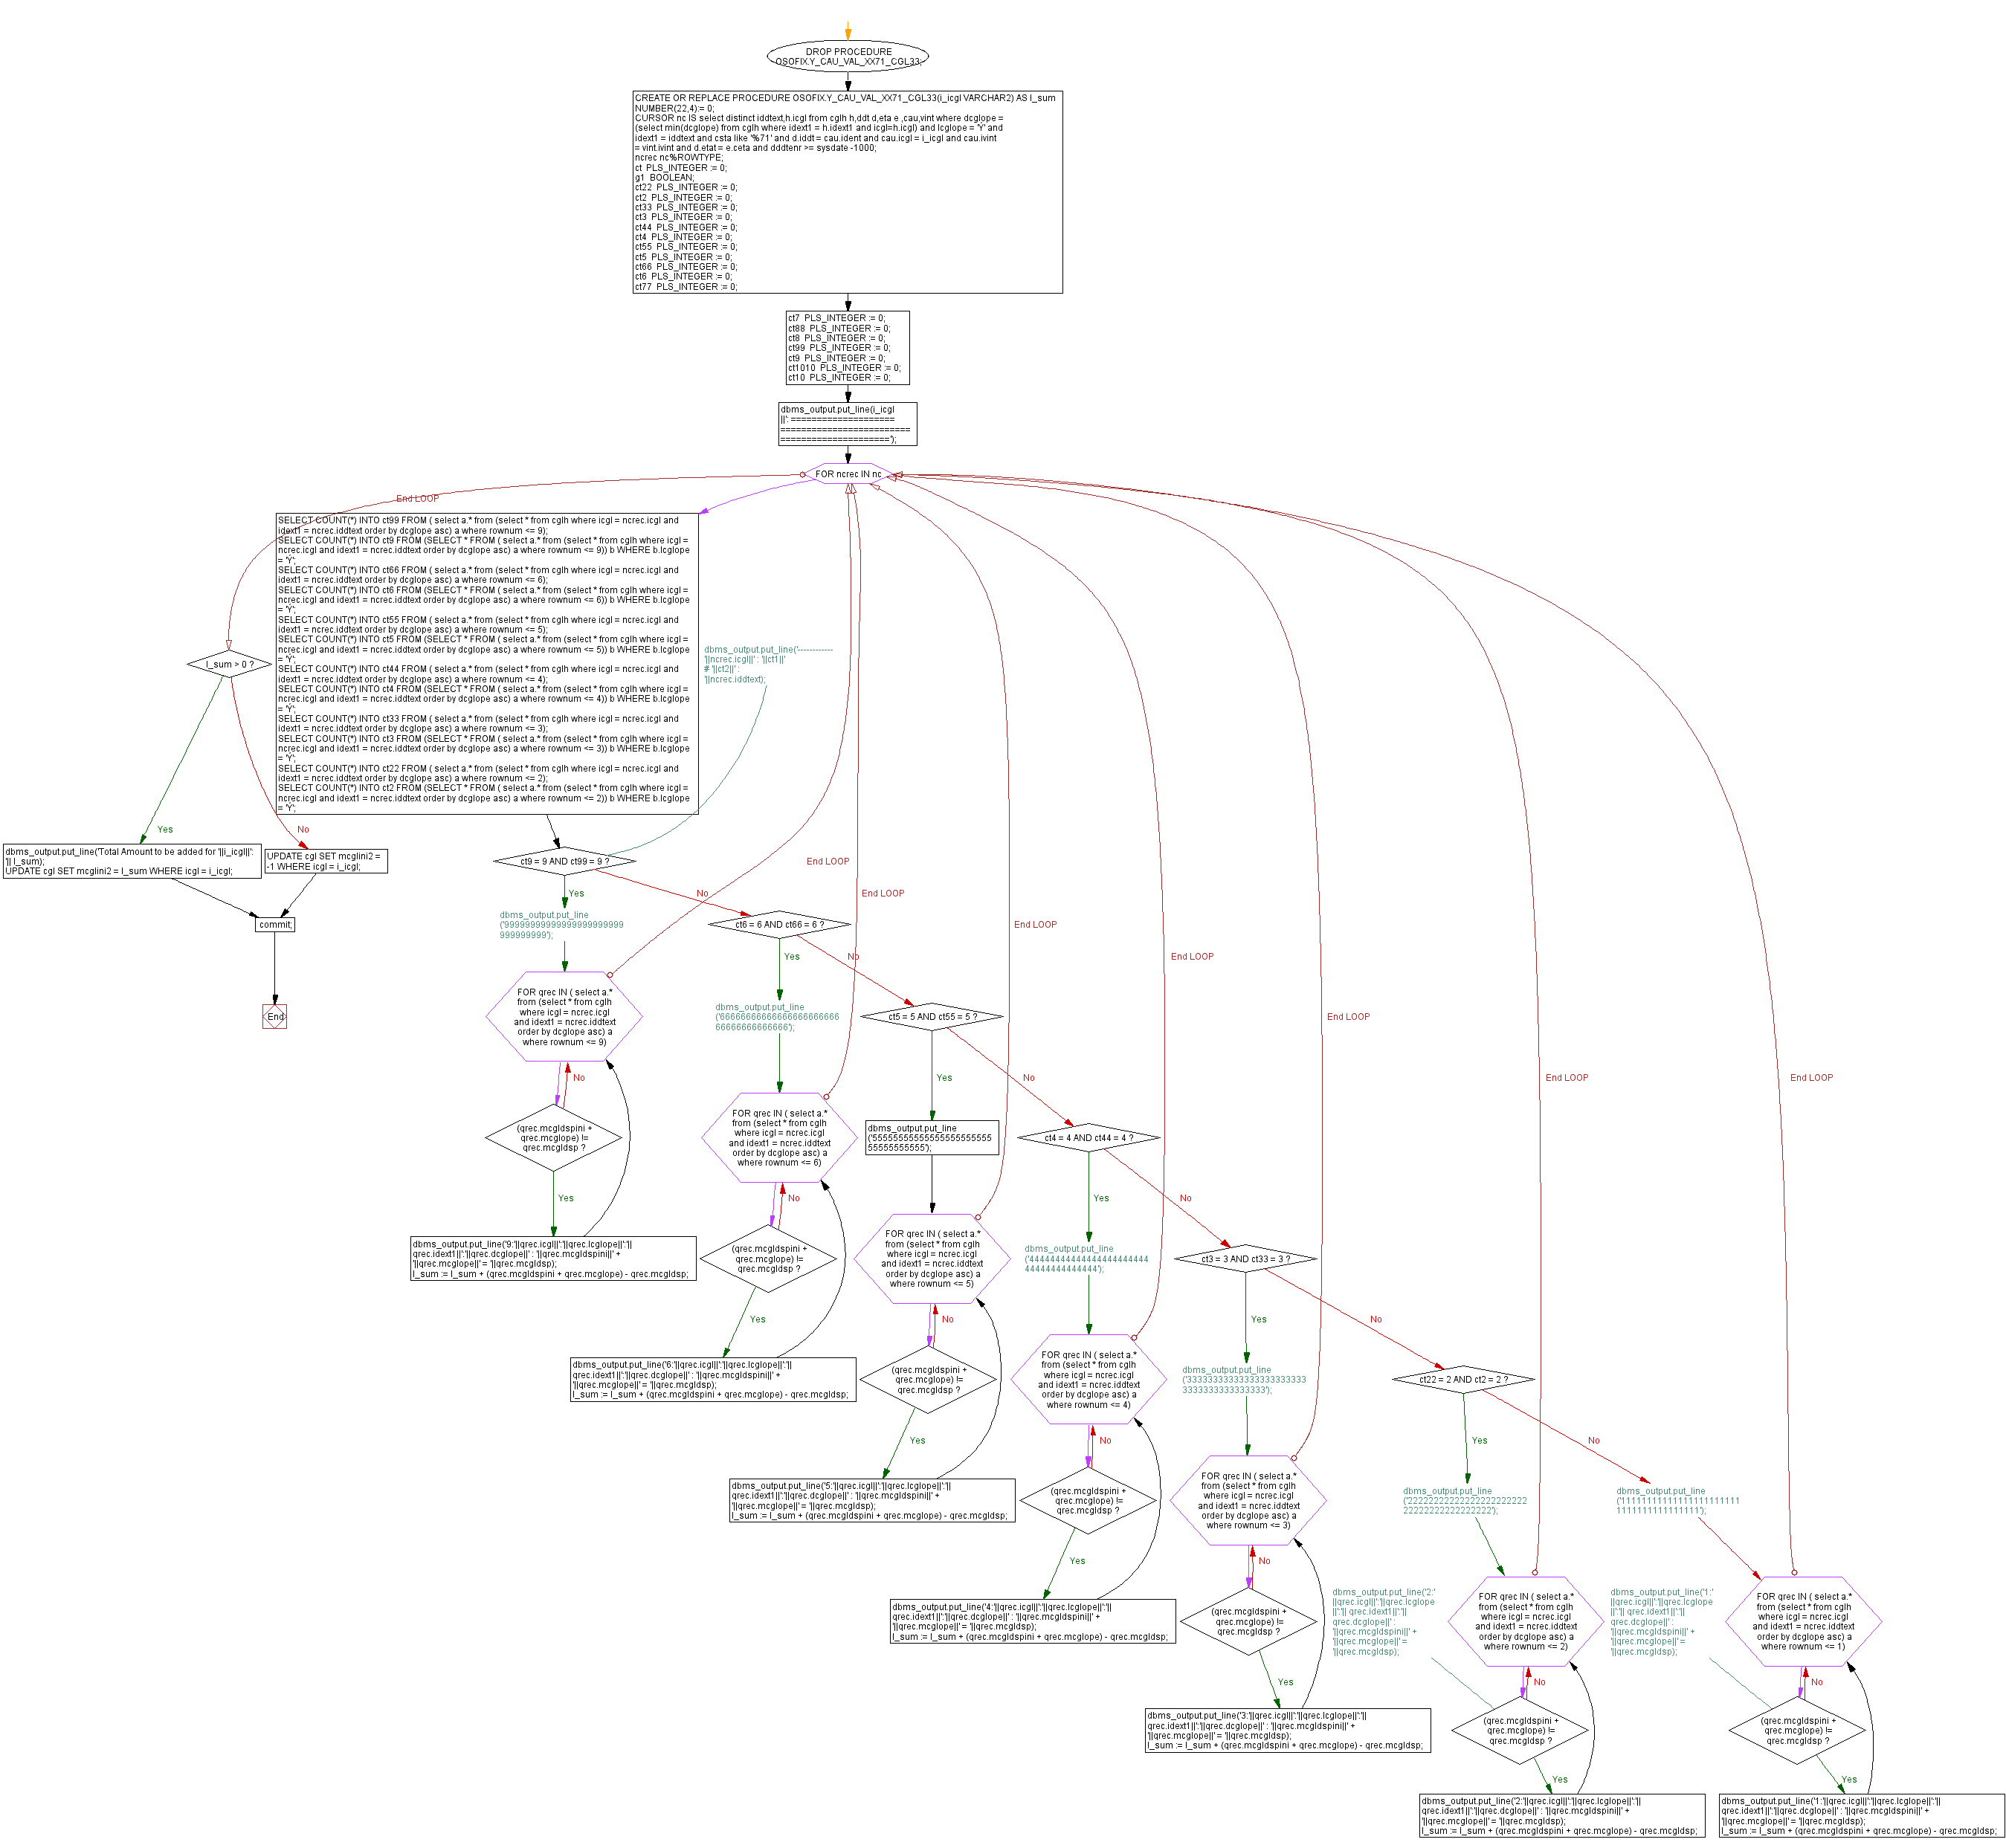 DROP PROCEDURE
OSOFIX.Y_CAU_VAL_XX71_CGL33;
CREATE OR REPLACE PROCEDURE OSOFIX.Y_CAU_VAL_XX71_CGL33(i_icgl VARCHAR2) AS l_sum
NUMBER(22,4):= 0;
CURSOR nc IS select distinct iddtext,h.icgl from cglh h,ddt d,eta e ,cau,vint where dcglope =
(select min(dcglope) from cglh where idext1 = h.idext1 and icgl=h.icgl) and lcglope = 'Y' and
idext1 = iddtext and csta like '%71' and d.iddt = cau.ident and cau.icgl = i_icgl and cau.ivint
= vint.ivint and d.etat = e.ceta and dddtenr >= sysdate -1000;
ncrec nc%ROWTYPE;
ct PLS_INTEGER := 0;
g1 BOOLEAN;
ct22 PLS_INTEGER := 0;
ct2 PLS_INTEGER := 0;
ct33 PLS_INTEGER := 0;
ct3 PLS_INTEGER := 0;
ct44 PLS_INTEGER := 0;
ct4 PLS_INTEGER := 0;
ct55 PLS_INTEGER := 0;
ct5 PLS_INTEGER := 0;
ct66 PLS_INTEGER := 0;
ct6 PLS_INTEGER := 0;
ct77 PLS_INTEGER := 0;
ct7 PLS_INTEGER := 0;
ct88 PLS_INTEGER := 0;
ct8 PLS_INTEGER := 0;
ct99 PLS_INTEGER := 0;
ct9 PLS_INTEGER := 0;
ct1010 PLS_INTEGER := 0;
ct10 PLS_INTEGER := 0;
dbms_output.put_line(i_icgl
||': ====================
=========================
=====================');
FOR ncrec IN nc
End LOOP
SELECT COUNT(*) INTO ct99 FROM ( select a.* from (select * from cglh where icgl = ncrec.icgl and
idext1 = ncrec.iddtext order by dcglope asc) a where rownum <= 9);
SELECT COUNT(*) INTO ct9 FROM (SELECT * FROM ( select a.* from (select * from cglh where icgl =
ncrec.icgl and idext1 = ncrec.iddtext order by dcglope asc) a where rownum <= 9)) b WHERE b.lcglope
= 'Y';
SELECT COUNT(*) INTO ct66 FROM ( select a.* from (select * from cglh where icgl = ncrec.icgl and
idext1 = ncrec.iddtext order by dcglope asc) a where rownum <= 6);
SELECT COUNT(*) INTO ct6 FROM (SELECT * FROM ( select a.* from (select * from cglh where icgl =
ncrec.icgl and idext1 = ncrec.iddtext order by dcglope asc) a where rownum <= 6)) b WHERE b.lcglope
= 'Y';
SELECT COUNT(*) INTO ct55 FROM ( select a.* from (select * from cglh where icgl = ncrec.icgl and
idext1 = ncrec.iddtext order by dcglope asc) a where rownum <= 5);
SELECT COUNT(*) INTO ct5 FROM (SELECT * FROM ( select a.* from (select * from cglh where icgl =
ncrec.icgl and idext1 = ncrec.iddtext order by dcglope asc) a where rownum <= 5)) b WHERE b.lcglope
= 'Y';
SELECT COUNT(*) INTO ct44 FROM ( select a.* from (select * from cglh where icgl = ncrec.icgl and
idext1 = ncrec.iddtext order by dcglope asc) a where rownum <= 4);
SELECT COUNT(*) INTO ct4 FROM (SELECT * FROM ( select a.* from (select * from cglh where icgl =
ncrec.icgl and idext1 = ncrec.iddtext order by dcglope asc) a where rownum <= 4)) b WHERE b.lcglope
= 'Y';
SELECT COUNT(*) INTO ct33 FROM ( select a.* from (select * from cglh where icgl = ncrec.icgl and
idext1 = ncrec.iddtext order by dcglope asc) a where rownum <= 3);
SELECT COUNT(*) INTO ct3 FROM (SELECT * FROM ( select a.* from (select * from cglh where icgl =
ncrec.icgl and idext1 = ncrec.iddtext order by dcglope asc) a where rownum <= 3)) b WHERE b.lcglope
= 'Y';
SELECT COUNT(*) INTO ct22 FROM ( select a.* from (select * from cglh where icgl = ncrec.icgl and
idext1 = ncrec.iddtext order by dcglope asc) a where rownum <= 2);
SELECT COUNT(*) INTO ct2 FROM (SELECT * FROM ( select a.* from (select * from cglh where icgl =
ncrec.icgl and idext1 = ncrec.iddtext order by dcglope asc) a where rownum <= 2)) b WHERE b.lcglope
= 'Y';
dbms_output.put_line('------------
'||ncrec.icgl||' : '||ct1||'
# '||ct2||' :
'||ncrec.iddtext);
l_sum > 0 ?
Yes
No
dbms_output.put_line('Total Amount to be added for '||i_icgl||':
'|| l_sum);
UPDATE cgl SET mcglini2 = l_sum WHERE icgl = i_icgl;
UPDATE cgl SET mcglini2 =
-1 WHERE icgl = i_icgl;
commit;
End
ct9 = 9 AND ct99 = 9 ?
Yes
No
End LOOP
dbms_output.put_line
('99999999999999999999999
999999999');
FOR qrec IN ( select a.*
from (select * from cglh
where icgl = ncrec.icgl
and idext1 = ncrec.iddtext
order by dcglope asc) a
where rownum <= 9)
No
(qrec.mcgldspini +
qrec.mcglope) !=
qrec.mcgldsp ?
Yes
dbms_output.put_line('9:'||qrec.icgl||':'||qrec.lcglope||':'||
qrec.idext1||':'||qrec.dcglope||' : '||qrec.mcgldspini||' +
'||qrec.mcglope||' = '||qrec.mcgldsp);
l_sum := l_sum + (qrec.mcgldspini + qrec.mcglope) - qrec.mcgldsp;
ct6 = 6 AND ct66 = 6 ?
Yes
No
End LOOP
dbms_output.put_line
('66666666666666666666666
66666666666666');
FOR qrec IN ( select a.*
from (select * from cglh
where icgl = ncrec.icgl
and idext1 = ncrec.iddtext
order by dcglope asc) a
where rownum <= 6)
No
(qrec.mcgldspini +
qrec.mcglope) !=
qrec.mcgldsp ?
Yes
dbms_output.put_line('6:'||qrec.icgl||':'||qrec.lcglope||':'||
qrec.idext1||':'||qrec.dcglope||' : '||qrec.mcgldspini||' +
'||qrec.mcglope||' = '||qrec.mcgldsp);
l_sum := l_sum + (qrec.mcgldspini + qrec.mcglope) - qrec.mcgldsp;
ct5 = 5 AND ct55 = 5 ?
Yes
No
End LOOP
dbms_output.put_line
('55555555555555555555555
55555555555');
FOR qrec IN ( select a.*
from (select * from cglh
where icgl = ncrec.icgl
and idext1 = ncrec.iddtext
order by dcglope asc) a
where rownum <= 5)
No
(qrec.mcgldspini +
qrec.mcglope) !=
qrec.mcgldsp ?
Yes
dbms_output.put_line('5:'||qrec.icgl||':'||qrec.lcglope||':'||
qrec.idext1||':'||qrec.dcglope||' : '||qrec.mcgldspini||' +
'||qrec.mcglope||' = '||qrec.mcgldsp);
l_sum := l_sum + (qrec.mcgldspini + qrec.mcglope) - qrec.mcgldsp;
ct4 = 4 AND ct44 = 4 ?
Yes
No
End LOOP
dbms_output.put_line
('44444444444444444444444
44444444444444');
FOR qrec IN ( select a.*
from (select * from cglh
where icgl = ncrec.icgl
and idext1 = ncrec.iddtext
order by dcglope asc) a
where rownum <= 4)
No
(qrec.mcgldspini +
qrec.mcglope) !=
qrec.mcgldsp ?
Yes
dbms_output.put_line('4:'||qrec.icgl||':'||qrec.lcglope||':'||
qrec.idext1||':'||qrec.dcglope||' : '||qrec.mcgldspini||' +
'||qrec.mcglope||' = '||qrec.mcgldsp);
l_sum := l_sum + (qrec.mcgldspini + qrec.mcglope) - qrec.mcgldsp;
ct3 = 3 AND ct33 = 3 ?
Yes
No
End LOOP
dbms_output.put_line
('33333333333333333333333
3333333333333333');
FOR qrec IN ( select a.*
from (select * from cglh
where icgl = ncrec.icgl
and idext1 = ncrec.iddtext
order by dcglope asc) a
where rownum <= 3)
No
(qrec.mcgldspini +
qrec.mcglope) !=
qrec.mcgldsp ?
Yes
dbms_output.put_line('3:'||qrec.icgl||':'||qrec.lcglope||':'||
qrec.idext1||':'||qrec.dcglope||' : '||qrec.mcgldspini||' +
'||qrec.mcglope||' = '||qrec.mcgldsp);
l_sum := l_sum + (qrec.mcgldspini + qrec.mcglope) - qrec.mcgldsp;
ct22 = 2 AND ct2 = 2 ?
Yes
No
End LOOP
dbms_output.put_line
('22222222222222222222222
22222222222222222');
dbms_output.put_line('2:'
||qrec.icgl||':'||qrec.lcglope
||':'|| qrec.idext1||':'||
qrec.dcglope||' :
'||qrec.mcgldspini||' +
'||qrec.mcglope||' =
'||qrec.mcgldsp);
FOR qrec IN ( select a.*
from (select * from cglh
where icgl = ncrec.icgl
and idext1 = ncrec.iddtext
order by dcglope asc) a
where rownum <= 2)
No
(qrec.mcgldspini +
qrec.mcglope) !=
qrec.mcgldsp ?
Yes
dbms_output.put_line('2:'||qrec.icgl||':'||qrec.lcglope||':'||
qrec.idext1||':'||qrec.dcglope||' : '||qrec.mcgldspini||' +
'||qrec.mcglope||' = '||qrec.mcgldsp);
l_sum := l_sum + (qrec.mcgldspini + qrec.mcglope) - qrec.mcgldsp;
End LOOP
dbms_output.put_line
('11111111111111111111111
1111111111111111');
dbms_output.put_line('1:'
||qrec.icgl||':'||qrec.lcglope
||':'|| qrec.idext1||':'||
qrec.dcglope||' :
'||qrec.mcgldspini||' +
'||qrec.mcglope||' =
'||qrec.mcgldsp);
FOR qrec IN ( select a.*
from (select * from cglh
where icgl = ncrec.icgl
and idext1 = ncrec.iddtext
order by dcglope asc) a
where rownum <= 1)
No
(qrec.mcgldspini +
qrec.mcglope) !=
qrec.mcgldsp ?
Yes
dbms_output.put_line('1:'||qrec.icgl||':'||qrec.lcglope||':'||
qrec.idext1||':'||qrec.dcglope||' : '||qrec.mcgldspini||' +
'||qrec.mcglope||' = '||qrec.mcgldsp);
l_sum := l_sum + (qrec.mcgldspini + qrec.mcglope) - qrec.mcgldsp;